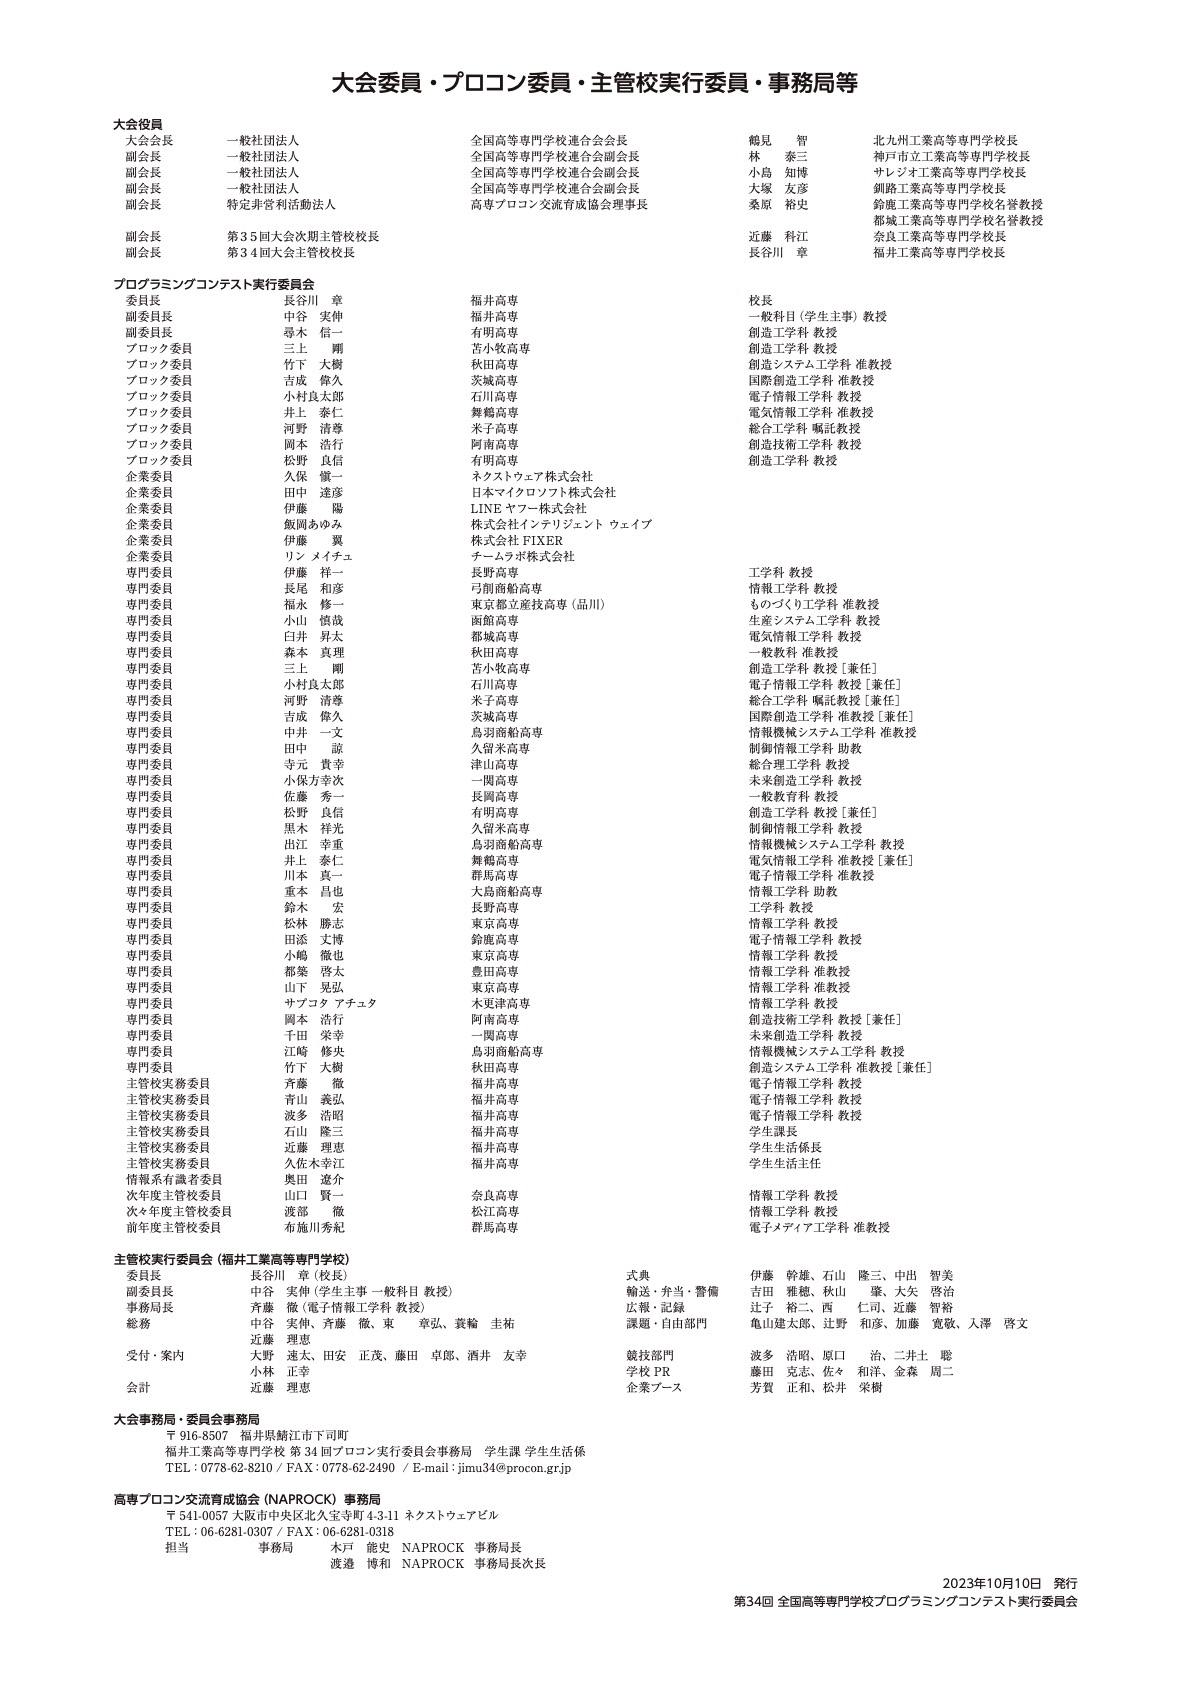 大会委員・プロコン委員・主管校実行委員・事務局等
大会役員
大会会長 一般社団法人 全国高等専門学校連合会会長 鶴見 智 北九州工業高等専門学校長
副会長 一般社団法人 全国高等専門学校連合会副会長 林 泰三 神戸市立工業高等専門学校長
副会長 一般社団法人 全国高等専門学校連合会副会長 小島 知博 サレジオ工業高等専門学校長
副会長 一般社団法人 全国高等専門学校連合会副会長 大塚 友彦 釧路工業高等専門学校長
副会長 特定非営利活動法人 高専プロコン交流育成協会理事長 桑原 裕史 鈴鹿工業高等専門学校名誉教授
都城工業高等専門学校名誉教授
副会長 第３５回大会次期主管校校長 近藤 科江 奈良工業高等専門学校長
副会長 第３４回大会主管校校長 長谷川 章 福井工業高等専門学校長
プログラミングコンテスト実行委員会
委員長 長谷川 章 福井高専 校長
副委員長 中谷 実伸 福井高専 一般科目（学生主事）教授
副委員長 尋木 信一 有明高専 創造工学科 教授
ブロック委員 三上 剛 苫小牧高専 創造工学科 教授
ブロック委員 竹下 大樹 秋田高専 創造システム工学科 准教授
ブロック委員 吉成 偉久 茨城高専 国際創造工学科 准教授
ブロック委員 小村良太郎 石川高専 電子情報工学科 教授
ブロック委員 井上 泰仁 舞鶴高専 電気情報工学科 准教授
ブロック委員 河野 清尊 米子高専 総合工学科 嘱託教授
ブロック委員 岡本 浩行 阿南高専 創造技術工学科 教授
ブロック委員 松野 良信 有明高専 創造工学科 教授
企業委員 久保 愼一 ネクストウェア株式会社
企業委員 田中 達彦 日本マイクロソフト株式会社
企業委員 伊藤 陽 LINE ヤフー株式会社
企業委員 飯岡あゆみ 株式会社インテリジェント ウェイブ
企業委員 伊藤 翼 株式会社 FIXER
企業委員 リン メイチュ チームラボ株式会社
専門委員 伊藤 祥一 長野高専 工学科 教授
専門委員 長尾 和彦 弓削商船高専 情報工学科 教授
専門委員 福永 修一 東京都立産技高専（品川） ものづくり工学科 准教授
専門委員 小山 慎哉 函館高専 生産システム工学科 教授
専門委員 臼井 昇太 都城高専 電気情報工学科 教授
専門委員 森本 真理 秋田高専 一般教科 准教授
専門委員 三上 剛 苫小牧高専 創造工学科 教授［兼任］
専門委員 小村良太郎 石川高専 電子情報工学科 教授［兼任］
専門委員 河野 清尊 米子高専 総合工学科 嘱託教授［兼任］
専門委員 吉成 偉久 茨城高専 国際創造工学科 准教授［兼任］
専門委員 中井 一文 鳥羽商船高専 情報機械システム工学科 准教授
専門委員 田中 諒 久留米高専 制御情報工学科 助教
専門委員 寺元 貴幸 津山高専 総合理工学科 教授
専門委員 小保方幸次 一関高専 未来創造工学科 教授
専門委員 佐藤 秀一 長岡高専 一般教育科 教授
専門委員 松野 良信 有明高専 創造工学科 教授［兼任］
専門委員 黒木 祥光 久留米高専 制御情報工学科 教授
専門委員 出江 幸重 鳥羽商船高専 情報機械システム工学科 教授
専門委員 井上 泰仁 舞鶴高専 電気情報工学科 准教授［兼任］
専門委員 川本 真一 群馬高専 電子情報工学科 准教授
専門委員 重本 昌也 大島商船高専 情報工学科 助教
専門委員 鈴木 宏 長野高専 工学科 教授
専門委員 松林 勝志 東京高専 情報工学科 教授
専門委員 田添 丈博 鈴鹿高専 電子情報工学科 教授
専門委員 小嶋 徹也 東京高専 情報工学科 教授
専門委員 都築 啓太 豊田高専 情報工学科 准教授
専門委員 山下 晃弘 東京高専 情報工学科 准教授
専門委員 サプコタ アチュタ 木更津高専 情報工学科 教授
専門委員 岡本 浩行 阿南高専 創造技術工学科 教授［兼任］
専門委員 千田 栄幸 一関高専 未来創造工学科 教授
専門委員 江崎 修央 鳥羽商船高専 情報機械システム工学科 教授
専門委員 竹下 大樹 秋田高専 創造システム工学科 准教授［兼任］
主管校実務委員 斉藤 徹 福井高専 電子情報工学科 教授
主管校実務委員 青山 義弘 福井高専 電子情報工学科 教授
主管校実務委員 波多 浩昭 福井高専 電子情報工学科 教授
主管校実務委員 石山 隆三 福井高専 学生課長
主管校実務委員 近藤 理恵 福井高専 学生生活係長
主管校実務委員 久佐木幸江 福井高専 学生生活主任
情報系有識者委員 奥田 遼介
次年度主管校委員 山口 賢一 奈良高専 情報工学科 教授
次々年度主管校委員 渡部 徹 松江高専 情報工学科 教授
前年度主管校委員 布施川秀紀 群馬高専 電子メディア工学科 准教授
主管校実行委員会（福井工業高等専門学校）
委員長 長谷川 章（校長） 式典 伊藤 幹雄、石山 隆三、中出 智美
副委員長 中谷 実伸（学生主事 一般科目 教授） 輸送・弁当・警備 吉田 雅穂、秋山 肇、大矢 啓治
事務局長 斉藤 徹（電子情報工学科 教授） 広報・記録 辻子 裕二、西 仁司、近藤 智裕
総務 中谷 実伸、斉藤 徹、東 章弘、蓑輪 圭祐 課題・自由部門 亀山建太郎、辻野 和彦、加藤 寛敬、入澤 啓文
近藤 理恵
受付・案内 大野 速太、田安 正茂、藤田 卓郎、酒井 友幸 競技部門 波多 浩昭、原口 治、二井土 聡
小林 正幸 学校 PR 藤田 克志、佐々 和洋、金森 周二
会計 近藤 理恵 企業ブース 芳賀 正和、松井 栄樹
大会事務局・委員会事務局
〒916-8507 福井県鯖江市下司町
福井工業高等専門学校 第 34 回プロコン実行委員会事務局 学生課 学生生活係
TEL：0778-62-8210 / FAX：0778-62-2490 / E-mail：jimu34@procon.gr.jp
高専プロコン交流育成協会（NAPROCK）事務局
〒541-0057 大阪市中央区北久宝寺町 4-3-11 ネクストウェアビル
TEL：06-6281-0307 / FAX：06-6281-0318
担当 事務局 木戸 能史 NAPROCK 事務局長
渡邉 博和 NAPROCK 事務局長次長
2023年10月10日 発行
第34回 全国高等専門学校プログラミングコンテスト実行委員会